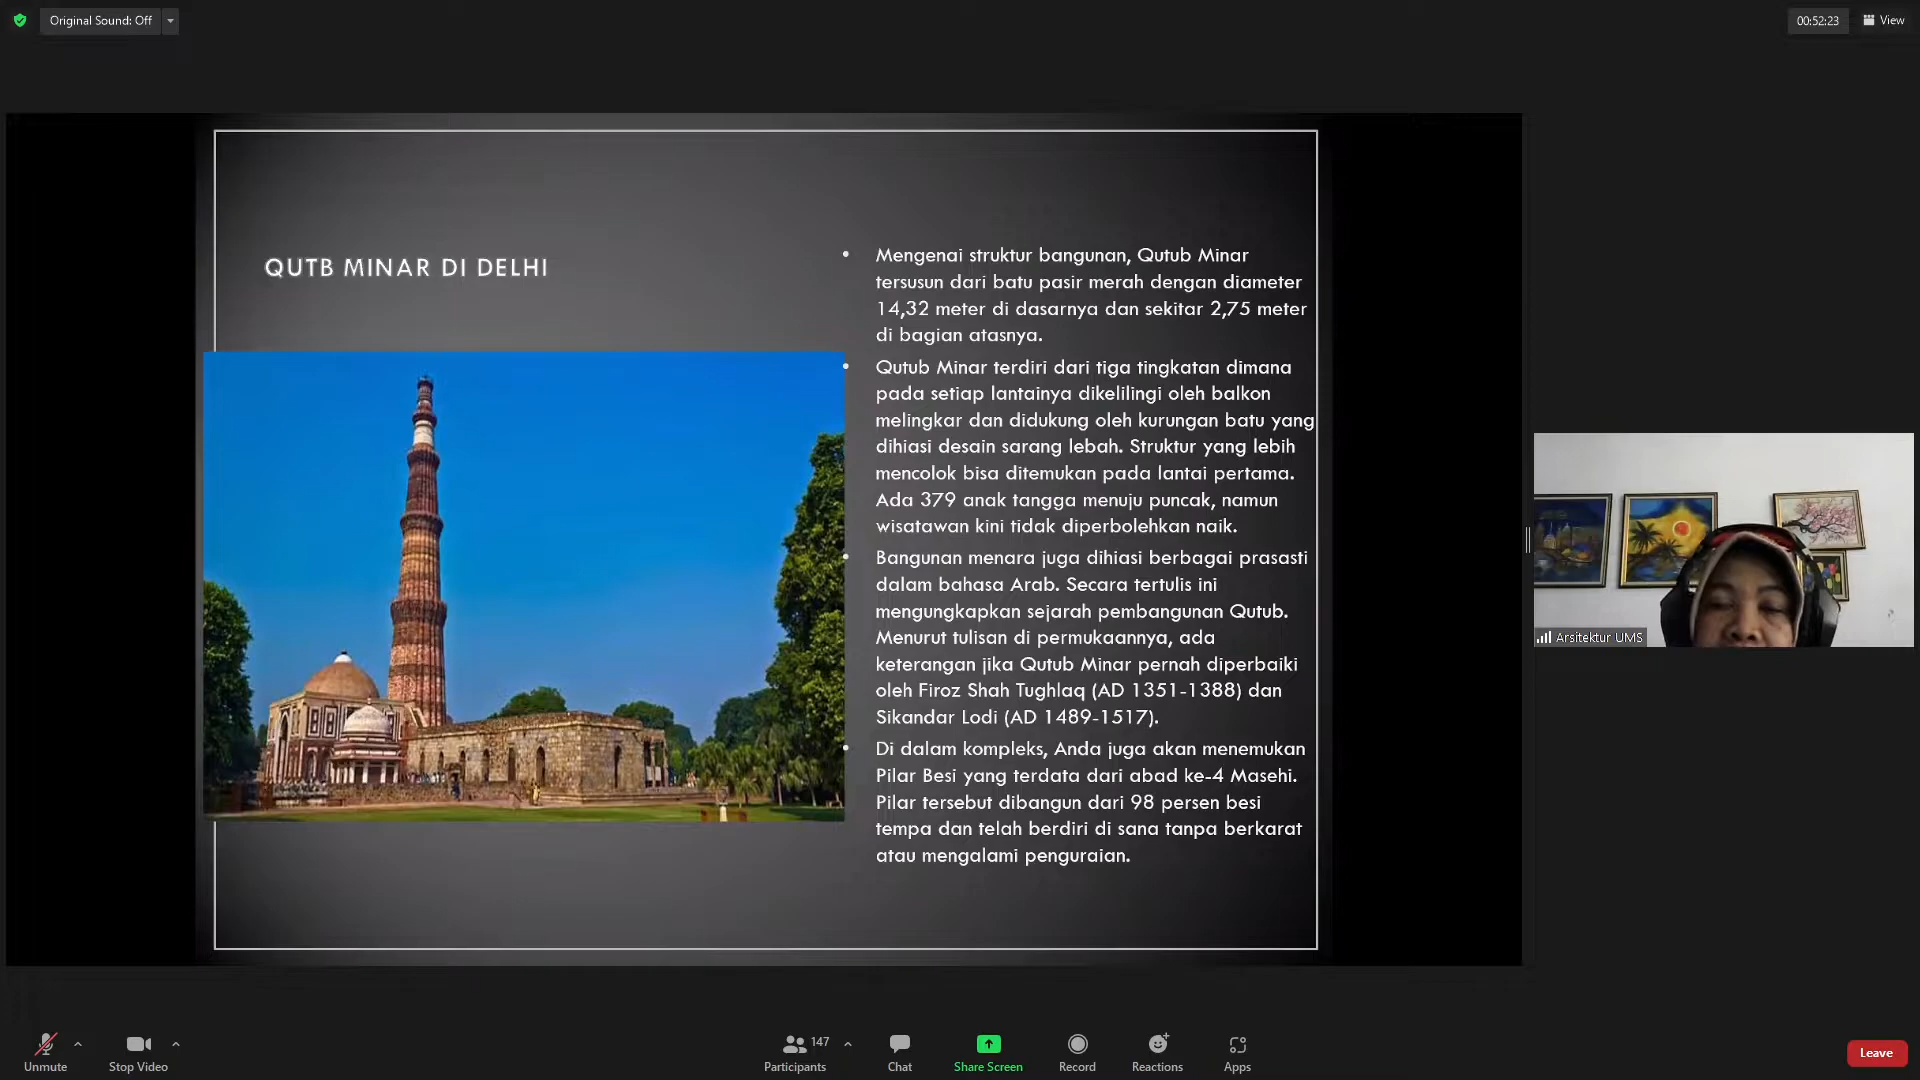 Original Sound: Off
00:52:23
View
QUTB MINAR DI DELHI
• Mengenai struktur bangunan, Qutub Minar
tersusun dari batu pasir merah dengan diameter
14,32 meter di dasarnya dan sekitar 2,75 meter
di bagian atasnya.
• Qutub Minar terdiri dari tiga tingkatan dimana
pada setiap lantainya dikelilingi oleh balkon
melingkar dan didukung oleh kurungan batu yang
dihiasi desain sarang lebah. Struktur yang lebih
mencolok bisa ditemukan pada lantai pertama.
Ada 379 anak tangga menuju puncak, namun
wisatawan kini tidak diperbolehkan naik.
• Bangunan menara juga dihiasi berbagai prasasti
dalam bahasa Arab. Secara tertulis ini
mengungkapkan sejarah pembangunan Qutub.
Menurut tulisan di permukaannya, ada
keterangan jika Qutub Minar pernah diperbaiki
oleh Firoz Shah Tughlaq (AD 1351-1388) dan
Sikandar Lodi (AD 1489-1517).
• Di dalam kompleks, Anda juga akan menemukan
Pilar Besi yang terdata dari abad ke-4 Masehi.
Pilar tersebut dibangun dari 98 persen besi
tempa dan telah berdiri di sana tanpa berkarat
atau mengalami penguraian.
Arsitektur UMS
Unmute
Stop Video
147
Participants
Chat
Share Screen
Record
Reactions
Apps
Leave